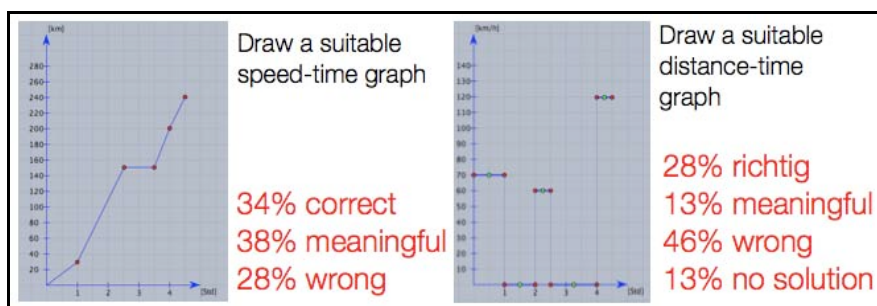 [km]
280
260
240
220
200
180
160
140
120
100
80
60
40
20
1 2 3 4 [Std]
Draw a suitable
speed-time graph
34% correct
38% meaningful
28% wrong
[km/h]
140
130
120
110
100
90
80
70
60
50
40
30
20
10
1 2 3 4 [Std]
Draw a suitable
distance-time
graph
28% richtig
13% meaningful
46% wrong
13% no solution